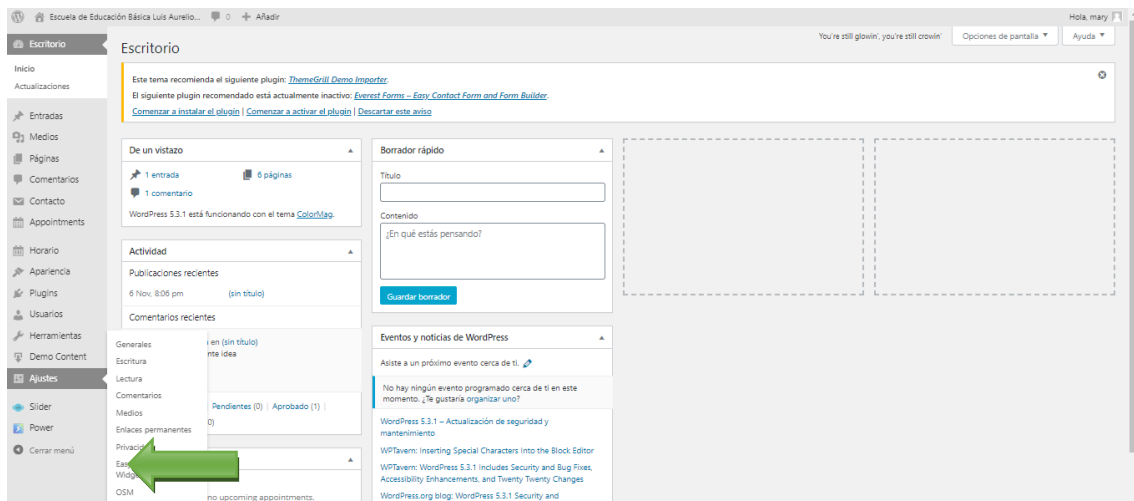 Escuela de Educación Básica Luis Aurelio... 0 + Añadir
Hola, mary
Escritorio
Inicio
Actualizaciones
Entradas
Medios
Páginas
Comentarios
Contacto
Appointments
Horario
Apariencia
Plugins
Usuarios
Herramientas
Demo Content
Ajustes
Slider
Power
Cerrar menú
Generales
Escritura
Lectura
Comentarios
Medios
Enlaces permanentes
OSM
Escritorio
You're still glowin', you're still crowin'
Opciones de pantalla ▼
Ayuda ▼
Este tema recomienda el siguiente plugin: ThemeGrill Demo Importer.
El siguiente plugin recomendado está actualmente inactivo: Everest Forms – Easy Contact Form and Form Builder.
Comenzar a instalar el plugin | Comenzar a activar el plugin | Descartar este aviso
De un vistazo
1 entrada 6 páginas
1 comentario
WordPress 5.3.1 está funcionando con el tema ColorMag.
Actividad
Publicaciones recientes
6 Nov, 8:06 pm (sin título)
Comentarios recientes
en (sin título)
idea
Pendientes (0) | Aprobado (1) |
no upcoming appointments.
Borrador rápido
Título
Contenido
¿En qué estás pensando?
Guardar borrador
Eventos y noticias de WordPress
Asiste a un próximo evento cerca de ti.
No hay ningún evento programado cerca de ti en este
momento. ¿Te gustaría organizar uno?
WordPress 5.3.1 – Actualización de seguridad y
mantenimiento
WPTavern: Inserting Special Characters Into the Block Editor
WPTavern: WordPress 5.3.1 Includes Security and Bug Fixes,
Accessibility Enhancements, and Twenty Twenty Changes
WordPress.org blog: WordPress 5.3.1 Security and